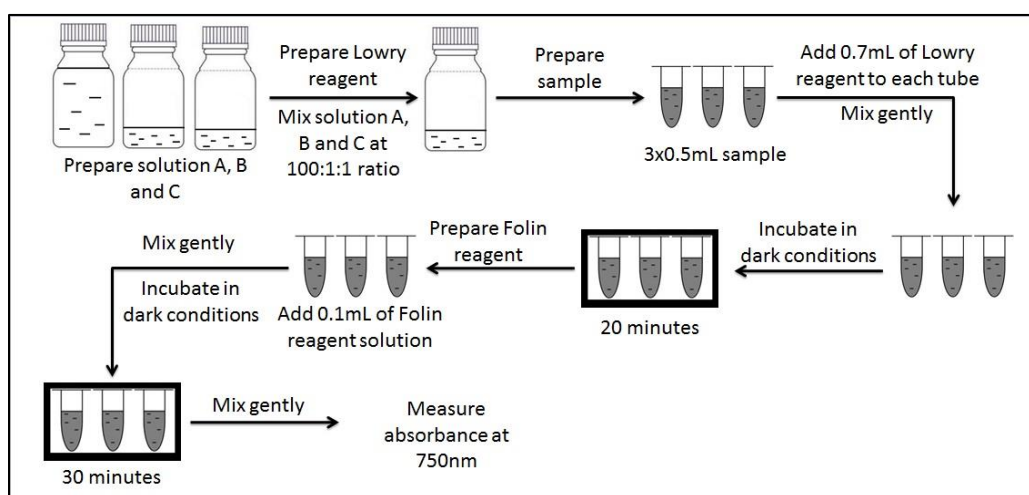 Prepare solution A, B
and C
Prepare Lowry
reagent
Mix solution A,
B and C at
100:1:1 ratio
Prepare
sample
3x0.5mL sample
Add 0.7mL of Lowry
reagent to each tube
Mix gently
Incubate in
dark conditions
20 minutes
Prepare Folin
reagent
Add 0.1mL of Folin
reagent solution
Mix gently
Incubate in
dark conditions
30 minutes
Mix gently
Measure
absorbance at
750nm